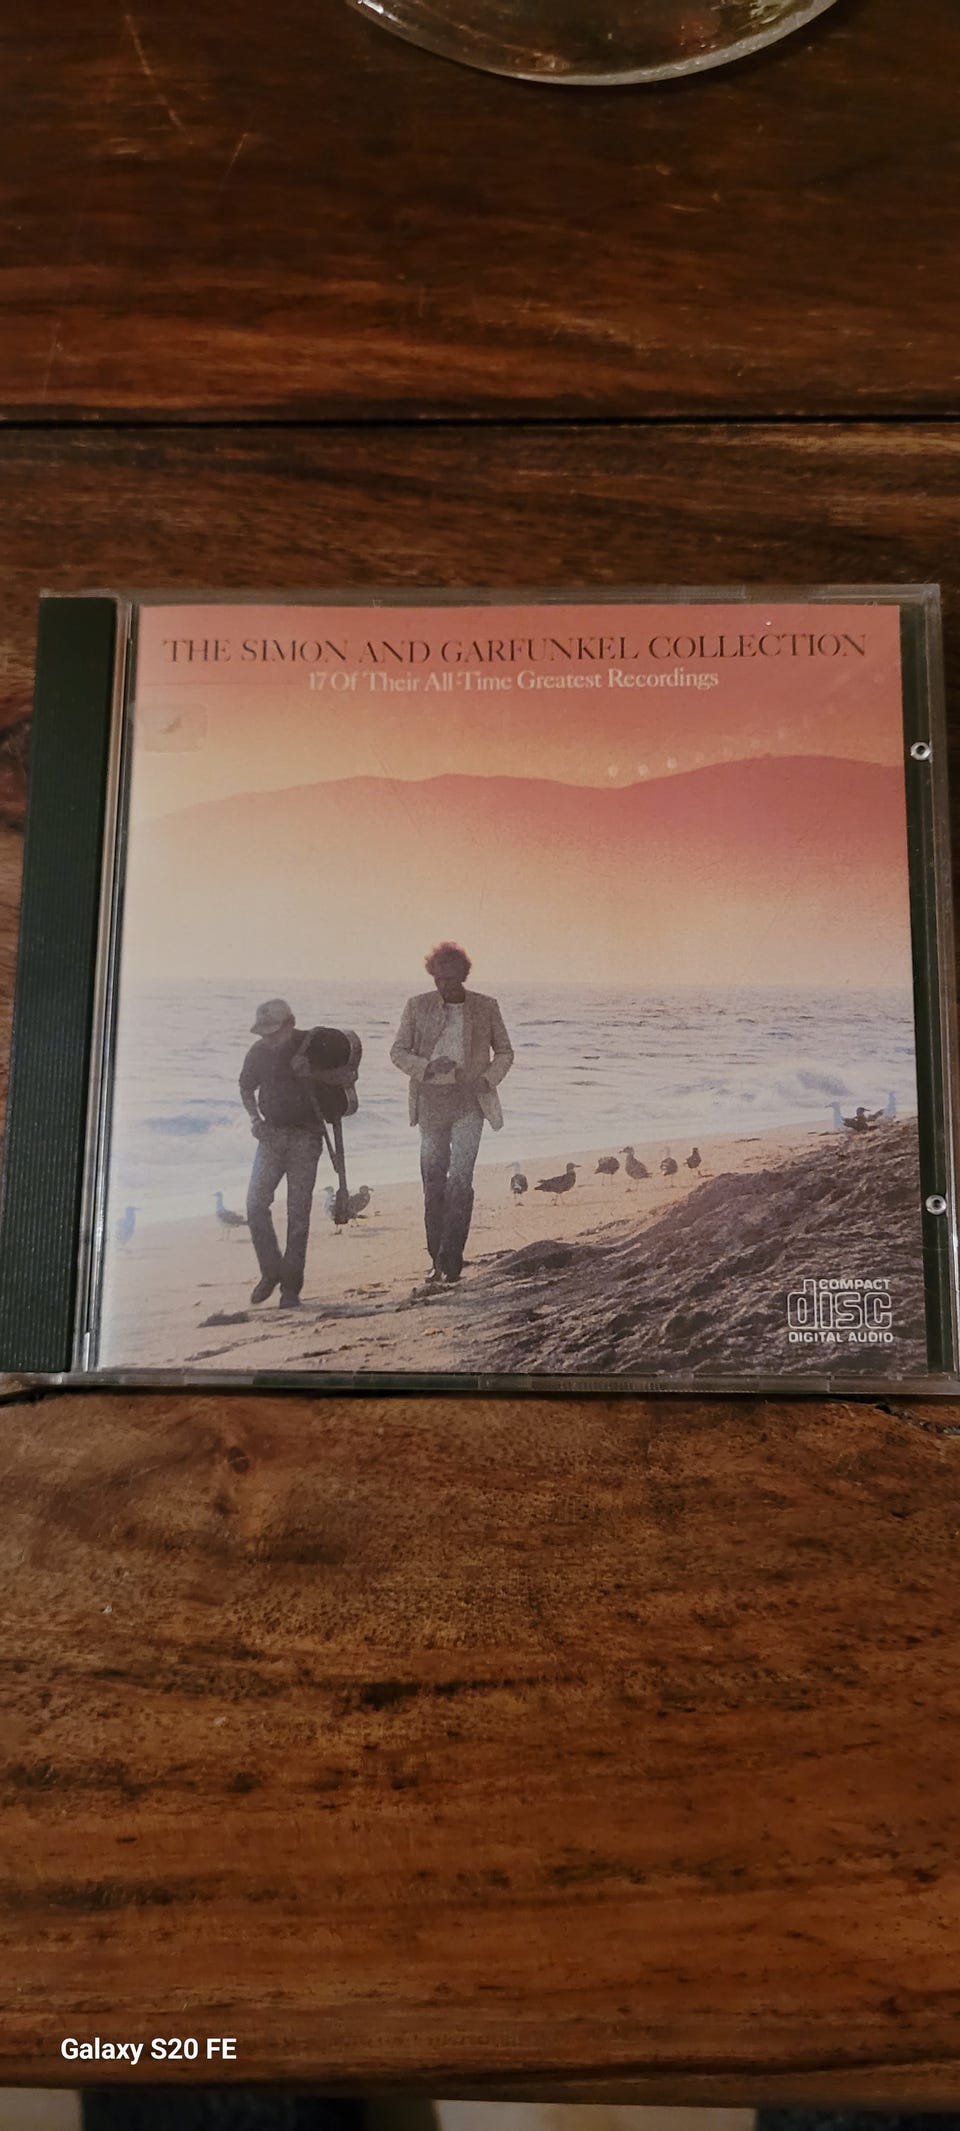 THE SIMON AND GARFUNKEL COLLECTION
17 Of Their All-Time Greatest Recordings
COMPACT
disc
DIGITAL AUDIO
Galaxy S20 FE